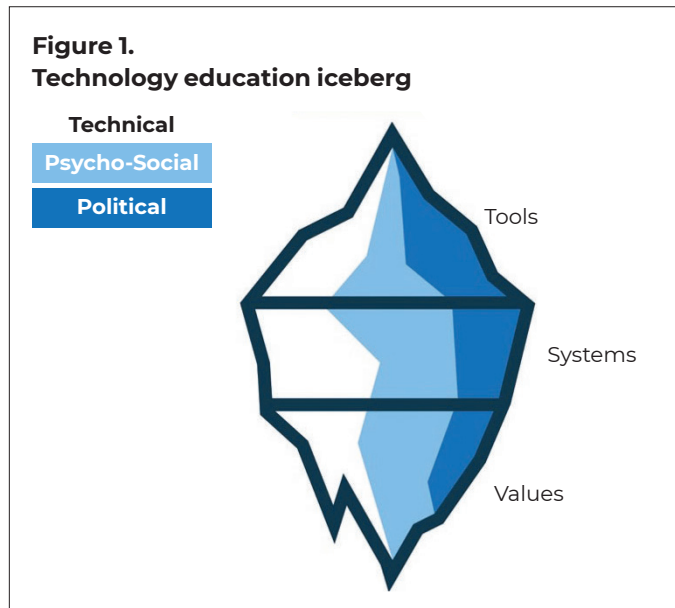 Figure 1.
Technology education iceberg
Technical
Psycho-Social
Political
Tools
Systems
Values